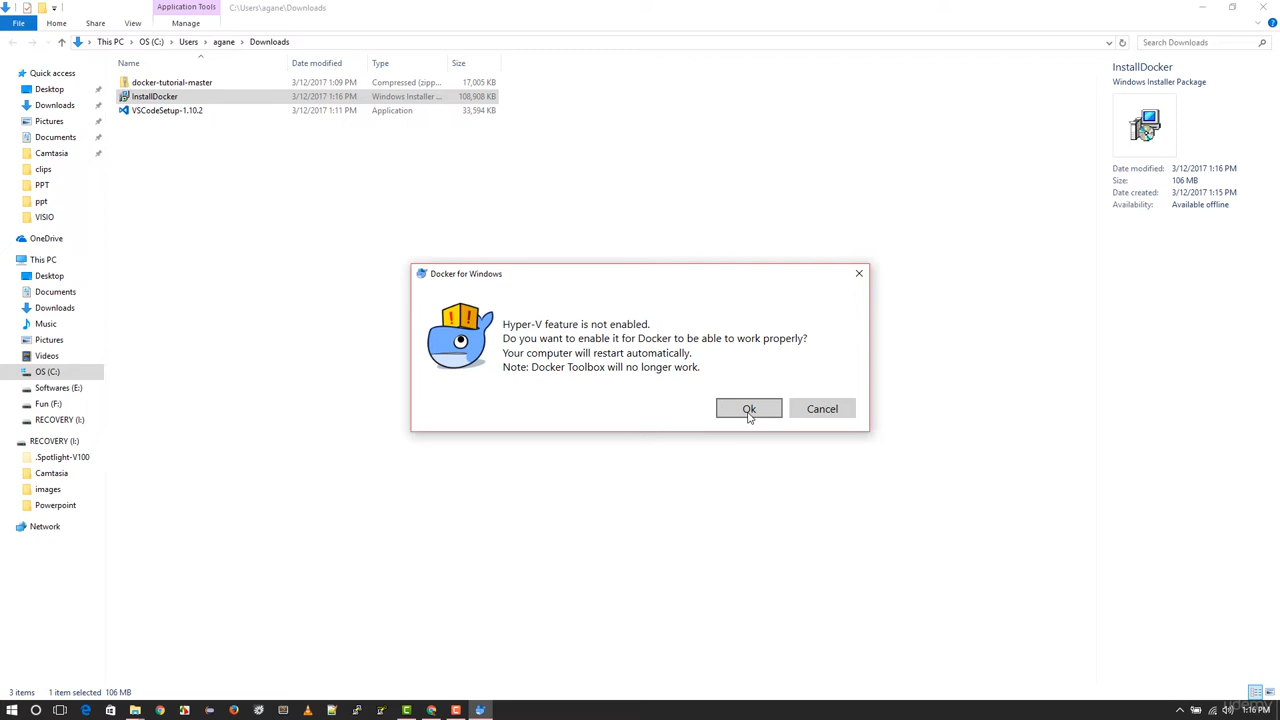 Application Tools
C:\Users\agane\Downloads
File
Home
Share
View
Manage
This PC
OS (C:)
Users
agane
Downloads
Search Downloads
Name
Date modified
Type
Size
docker-tutorial-master
3/12/2017 1:09 PM
Compressed (zipp...
17,005 KB
InstallDocker
3/12/2017 1:16 PM
Windows Installer ...
108,908 KB
VSCodeSetup-1.10.2
3/12/2017 1:11 PM
Application
33,594 KB
Quick access
Desktop
Downloads
Pictures
Documents
Camtasia
clips
PPT
ppt
VISIO
OneDrive
This PC
Desktop
Documents
Downloads
Music
Pictures
Videos
OS (C:)
Softwares (E:)
Fun (F:)
RECOVERY (I:)
RECOVERY (I:)
.Spotlight-V100
Camtasia
images
Powerpoint
Network
InstallDocker
Windows Installer Package
Date modified: 3/12/2017 1:16 PM
Size: 106 MB
Date created: 3/12/2017 1:15 PM
Availability: Available offline
Docker for Windows
Hyper-V feature is not enabled.
Do you want to enable it for Docker to be able to work properly?
Your computer will restart automatically.
Note: Docker Toolbox will no longer work.
Ok
Cancel
3 items
1 item selected 106 MB
udemy
1:16 PM